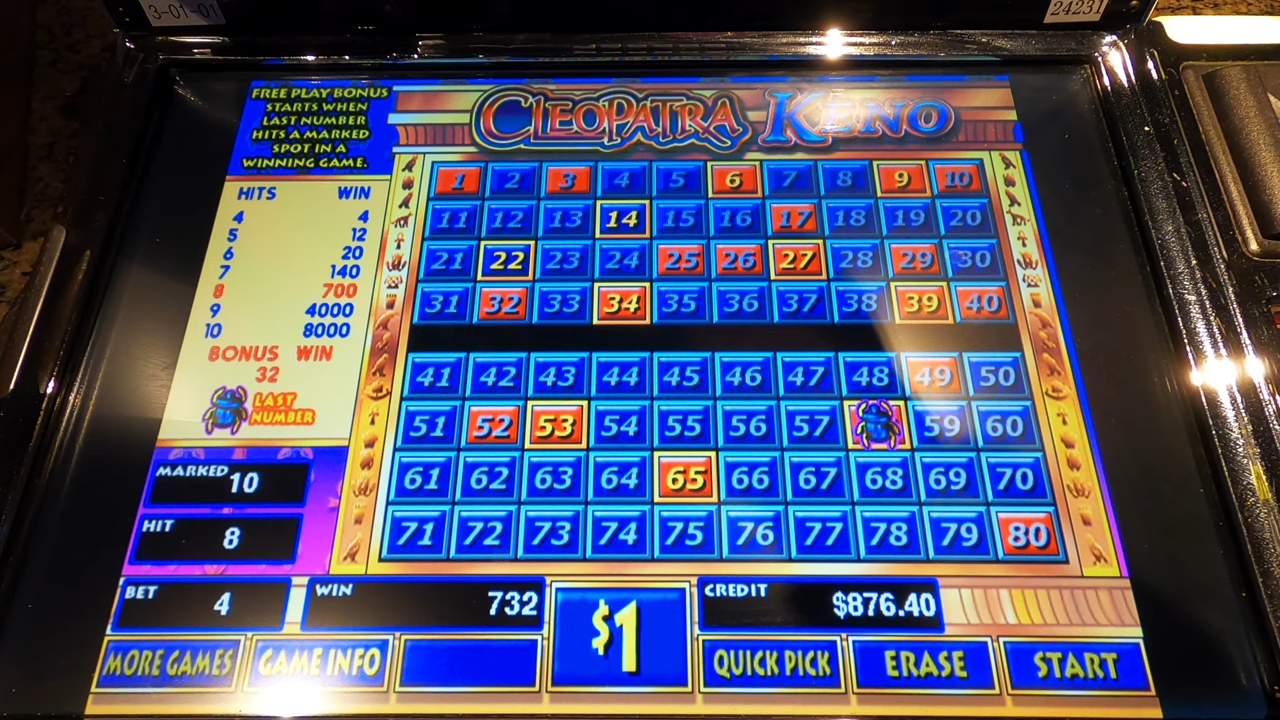 3-01-01
24231
FREE PLAY BONUS
STARTS WHEN
LAST NUMBER
HITS A MARKED
SPOT IN A
WINNING GAME.
CLEOPATRA KENO
HITS WIN
4 4
5 12
6 20
7 140
8 700
9 4000
10 8000
BONUS WIN
32
LAST
NUMBER
1 2 3 4 5 6 7 8 9 10
11 12 13 14 15 16 17 18 19 20
21 22 23 24 25 26 27 28 29 30
31 32 33 34 35 36 37 38 39 40
41 42 43 44 45 46 47 48 49 50
51 52 53 54 55 56 57 59 60
61 62 63 64 65 66 67 68 69 70
71 72 73 74 75 76 77 78 79 80
MARKED 10
HIT 8
BET 4
WIN 732
$1
CREDIT $876.40
MORE GAMES
GAME INFO
QUICK PICK
ERASE
START